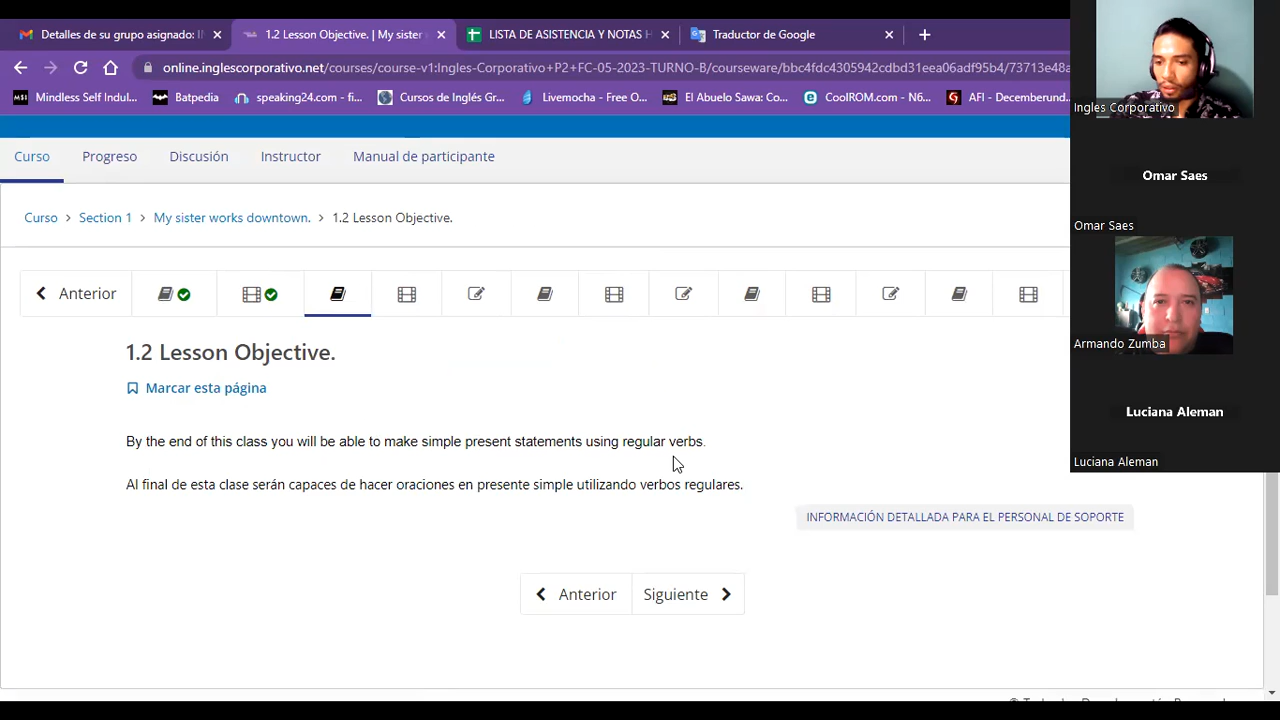 Detalles de su grupo asignado: I
1.2 Lesson Objective. | My sister
LISTA DE ASISTENCIA Y NOTAS H
Traductor de Google
online.inglescorporativo.net/courses/course-v1:Ingles-Corporativo+P2+FC-05-2023-TURNO-B/courseware/bbc4fdc4305942cdbd31eea06adf95b4/73713e48a
Mindless Self Indul...
Batpedia
speaking24.com - fi...
Cursos de Inglés Gr...
Livemocha - Free O...
El Abuelo Sawa: Co...
CoolROM.com - N6...
AFI - Decemberund...
Ingles Corporativo
Curso
Progreso
Discusión
Instructor
Manual de participante
Omar Saes
Omar Saes
Curso > Section 1 > My sister works downtown. > 1.2 Lesson Objective.
Anterior
Armando Zumba
1.2 Lesson Objective.
Marcar esta página
Luciana Aleman
Luciana Aleman
By the end of this class you will be able to make simple present statements using regular verbs.
Al final de esta clase serán capaces de hacer oraciones en presente simple utilizando verbos regulares.
INFORMACIÓN DETALLADA PARA EL PERSONAL DE SOPORTE
Anterior
Siguiente